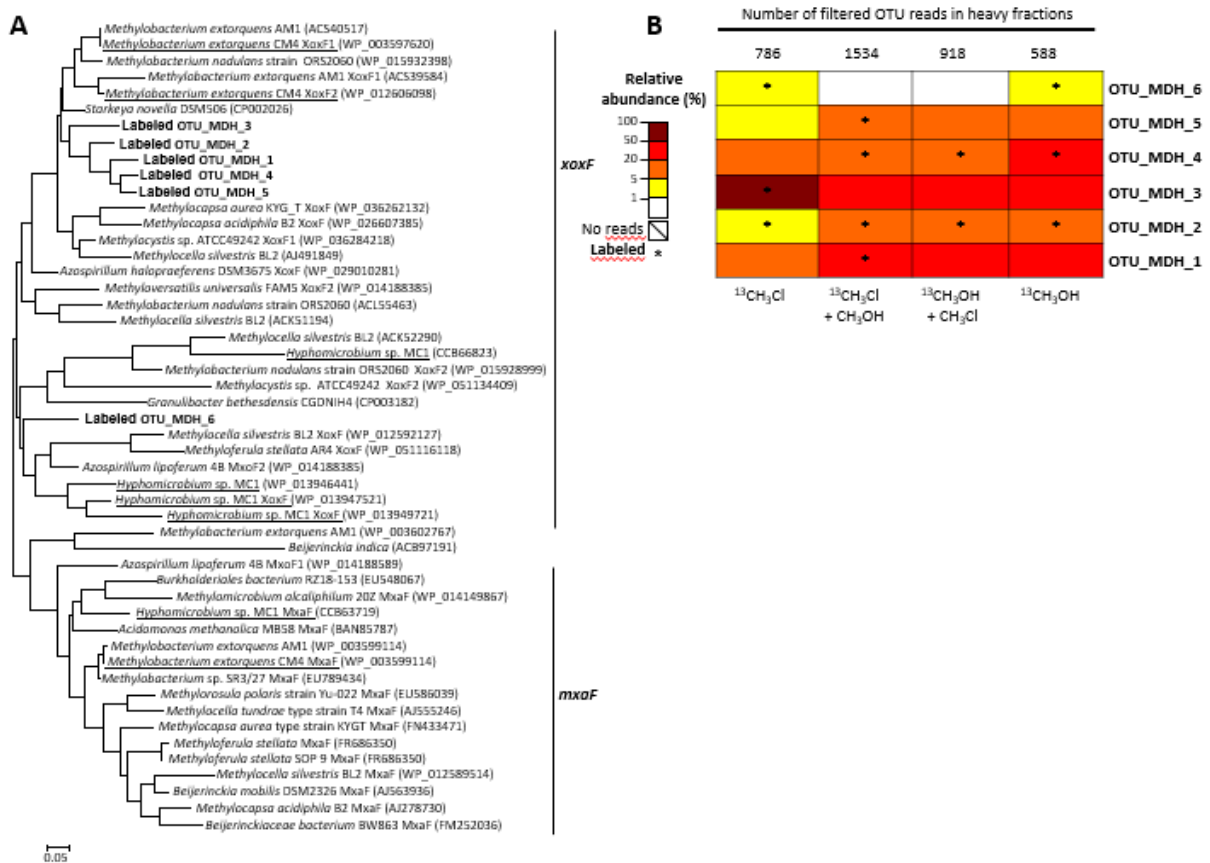 A
Methylobacterium extorquens AM1 (ACS40517)
Methylobacterium extorquens CM4 XoxF1 (WP_003597620)
Methylobacterium nodulans strain ORS2060 (WP_015932398)
Methylobacterium extorquens AM1 XoxF1 (ACS39584)
Methylobacterium extorquens CM4 XoxF2 (WP_012606098)
Starkeya novella DSM506 (CP002026)
Labeled OTU_MDH_3
Labeled OTU_MDH_2
Labeled OTU_MDH_1
Labeled OTU_MDH_4
Labeled OTU_MDH_5
Methylocapsa aurea KYG_T XoxF (WP_036262132)
Methylocapsa acidiphila B2 XoxF (WP_026607385)
Methylocystis sp. ATCC49242 XoxF1 (WP_036284218)
Methylocella silvestris BL2 (AJ491849)
Azospirillum halopraeferens DSM3675 XoxF (WP_029010281)
Methyloversatilis universalis FAM5 XoxF2 (WP_014188385)
Methylobacterium nodulans strain ORS2060 (ACL55463)
Methylocella silvestris BL2 (ACK51194)
Methylocella silvestris BL2 (ACK52290)
Hyphomicrobium sp. MC1 (CCB66823)
Methylobacterium nodulans strain ORS2060 XoxF2 (WP_015928999)
Methylocystis sp. ATCC49242 XoxF2 (WP_051134409)
Granulibacter bethesdensis CGDNIH4 (CP003182)
Labeled OTU_MDH_6
Methylocella silvestris BL2 XoxF (WP_012592127)
Methyloferula stellata AR4 XoxF (WP_051116118)
Azospirillum lipoferum 4B MxoF2 (WP_014188385)
Hyphomicrobium sp. MC1 (WP_013946441)
Hyphomicrobium sp. MC1 XoxF (WP_013947521)
Hyphomicrobium sp. MC1 XoxF (WP_013949721)
Methylobacterium extorquens AM1 (WP_003602767)
Beijerinckia indica (ACB97191)
Azospirillum lipoferum 4B MxoF1 (WP_014188589)
Burkholderiales bacterium RZ18-153 (EU548067)
Methylomicrobium alcaliphilum 20Z MxaF (WP_014149867)
Hyphomicrobium sp. MC1 MxaF (CCB63719)
Acidomonas methanolica MB58 MxaF (BAN85787)
Methylobacterium extorquens AM1 (WP_003599114)
Methylobacterium extorquens CM4 MxaF (WP_003599114)
Methylobacterium sp. SR3/27 MxaF (EU789434)
Methylorosula polaris strain Yu-022 MxaF (EU586039)
Methylacella tundrae type strain T4 MxaF (AJ555246)
Methylocapsa aurea type strain KYGT MxaF (FN433471)
Methyloferula stellata MxaF (FR686350)
Methyloferula stellata SOP 9 MxaF (FR686350)
Methylocella silvestris BL2 MxaF (WP_012589514)
Beijerinckia mobilis DSM2326 MxaF (AJ563936)
Methylocapsa acidiphila B2 MxaF (AJ278730)
Beijerinckiaceae bacterium BW863 MxaF (FM252036)
0.05
xoxF
mxaF
B
Number of filtered OTU reads in heavy fractions
786 1534 918 588
Relative
abundance (%)
100
50
20
5
1
No reads
Labeled *
* * OTU_MDH_6
* OTU_MDH_5
* * * OTU_MDH_4
* OTU_MDH_3
* * * * OTU_MDH_2
* OTU_MDH_1
¹³CH₃Cl ¹³CH₃Cl ¹³CH₃OH ¹³CH₃OH
+ CH₃OH + CH₃Cl